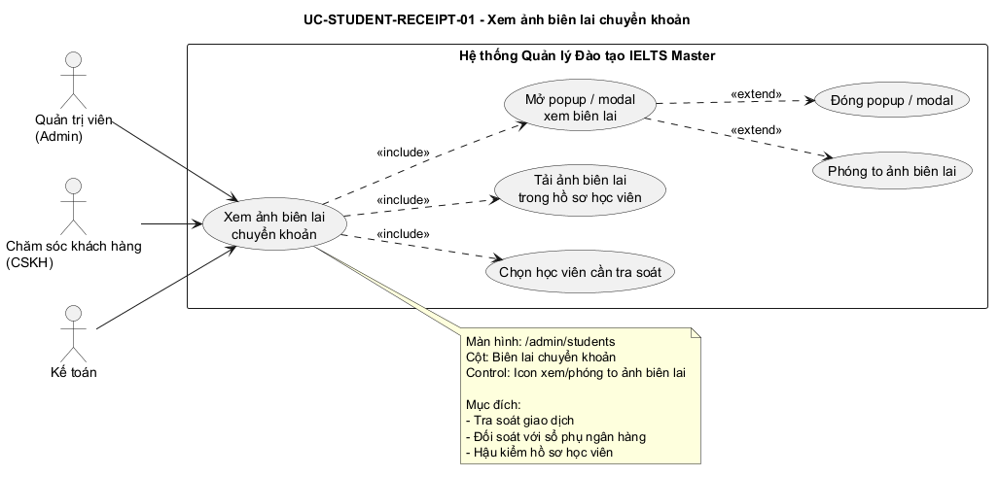 UC-STUDENT-RECEIPT-01 - Xem ảnh biên lai chuyển khoản
Hệ thống Quản lý Đào tạo IELTS Master
Quản trị viên
(Admin)
Chăm sóc khách hàng
(CSKH)
Kế toán
Xem ảnh biên lai
chuyển khoản
«include»
«include»
«include»
Mở popup / modal
xem biên lai
Tải ảnh biên lai
trong hồ sơ học viên
Chọn học viên cần tra soát
«extend»
«extend»
Đóng popup / modal
Phóng to ảnh biên lai
Màn hình: /admin/students
Cột: Biên lai chuyển khoản
Control: Icon xem/phóng to ảnh biên lai
Mục đích:
- Tra soát giao dịch
- Đối soát với sổ phụ ngân hàng
- Hậu kiểm hồ sơ học viên